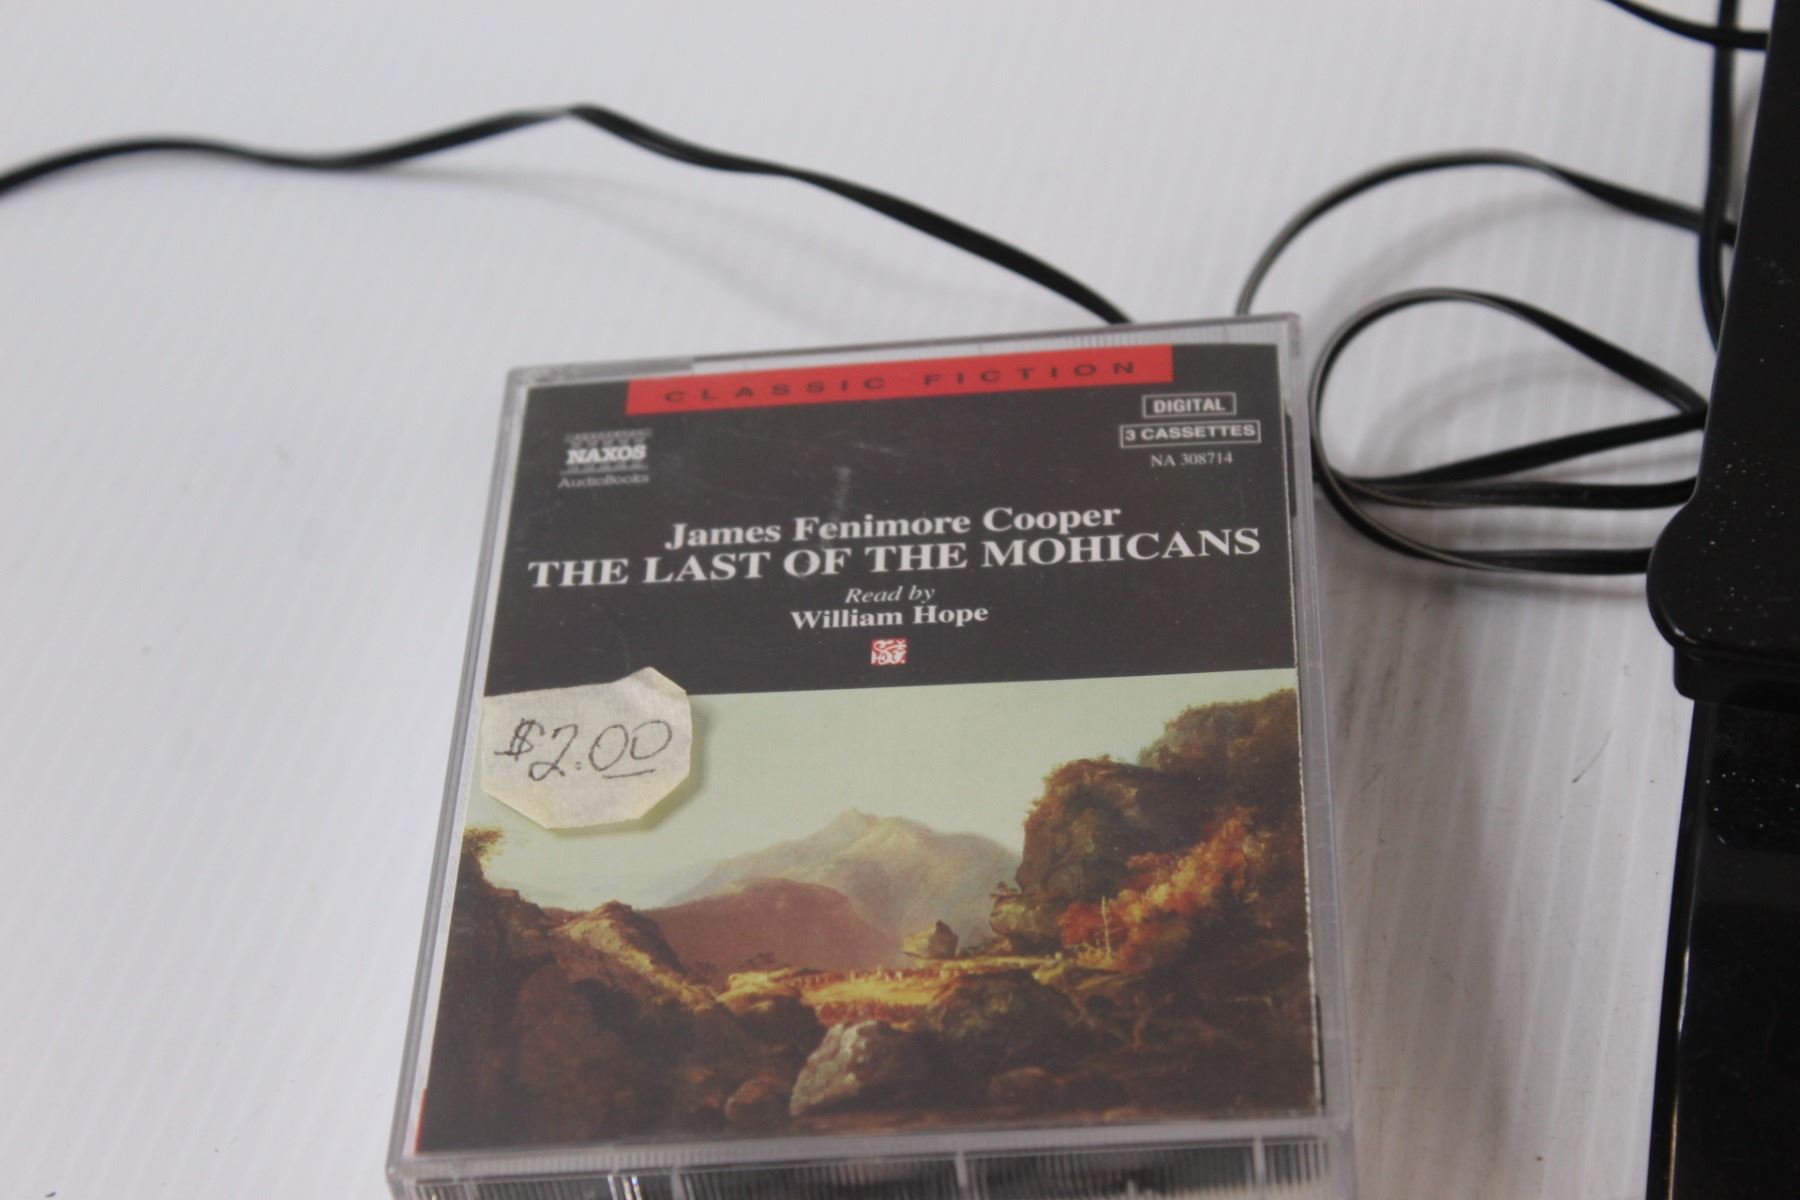 CLASSIC FICTION
DIGITAL
3 CASSETTES
NA 308714
NAXOS
AudioBooks
James Fenimore Cooper
THE LAST OF THE MOHICANS
Read by
William Hope
$2.00